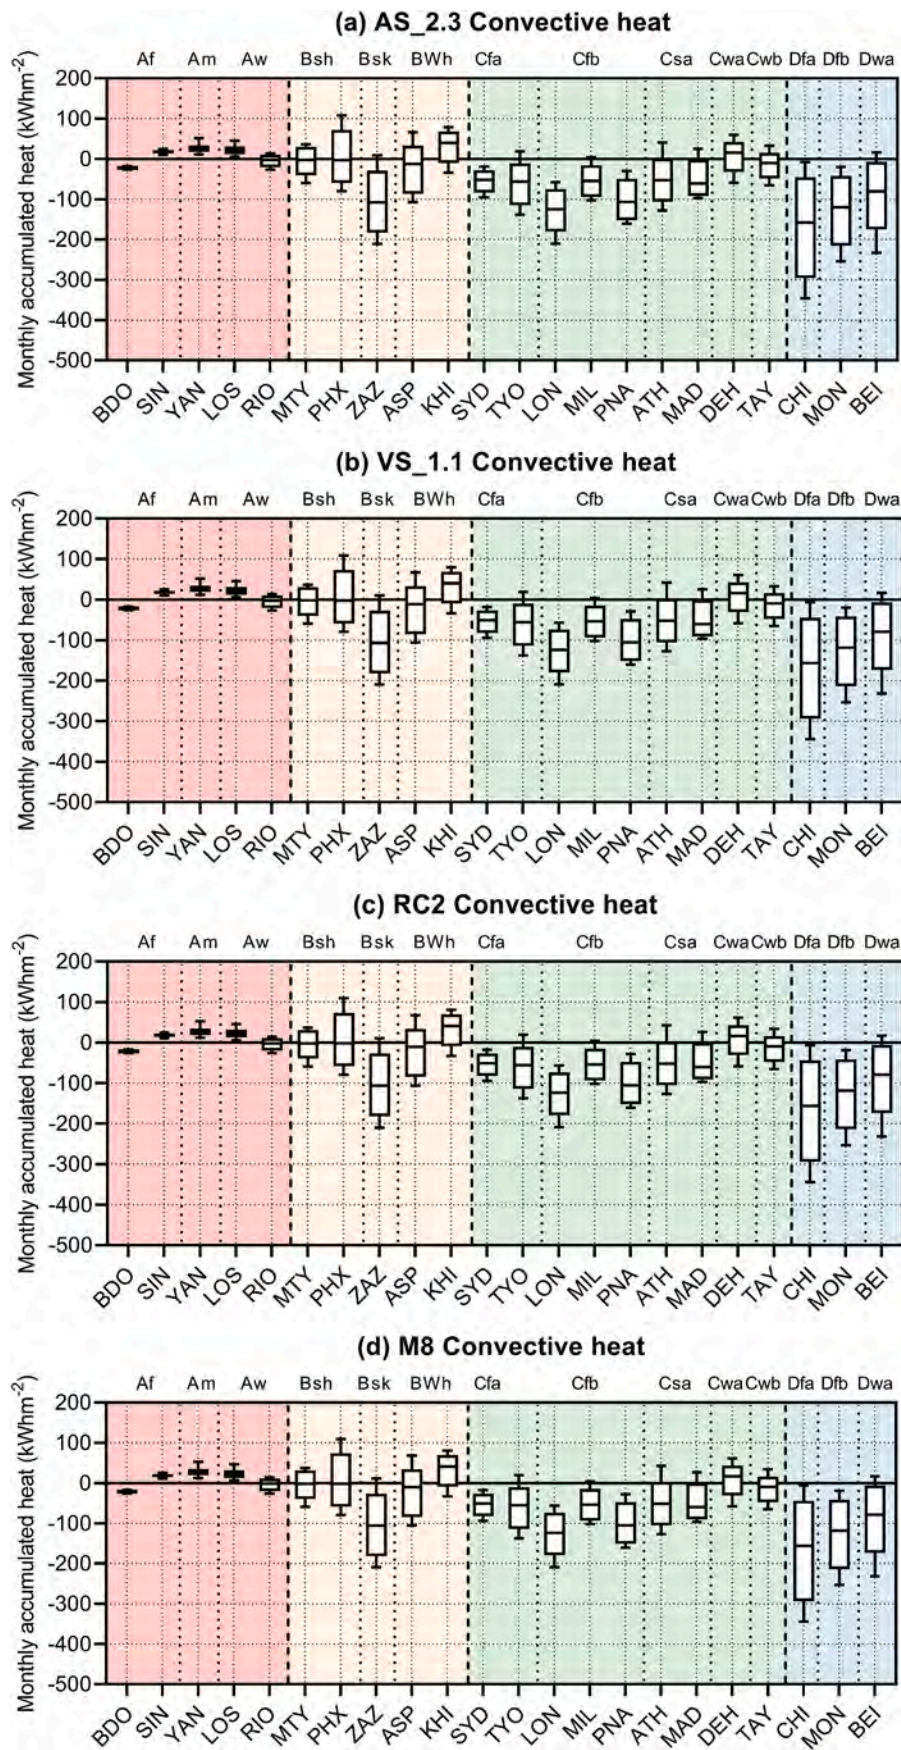 (a) AS_2.3 Convective heat
Af Am Aw Bsh Bsk BWh Cfa Cfb Csa Cwa Cwb Dfa Dfb Dwa
Monthly accumulated heat (kWhm⁻²)
200
100
0
-100
-200
-300
-400
-500
BDO SIN YAN LOS RIO MTY PHX ZAZ ASP KHI SYD TYO LON MIL PNA ATH MAD DEH TAY CHI MON BEI
(b) VS_1.1 Convective heat
Af Am Aw Bsh Bsk BWh Cfa Cfb Csa Cwa Cwb Dfa Dfb Dwa
Monthly accumulated heat (kWhm⁻²)
200
100
0
-100
-200
-300
-400
-500
BDO SIN YAN LOS RIO MTY PHX ZAZ ASP KHI SYD TYO LON MIL PNA ATH MAD DEH TAY CHI MON BEI
(c) RC2 Convective heat
Af Am Aw Bsh Bsk BWh Cfa Cfb Csa Cwa Cwb Dfa Dfb Dwa
Monthly accumulated heat (kWhm⁻²)
200
100
0
-100
-200
-300
-400
-500
BDO SIN YAN LOS RIO MTY PHX ZAZ ASP KHI SYD TYO LON MIL PNA ATH MAD DEH TAY CHI MON BEI
(d) M8 Convective heat
Af Am Aw Bsh Bsk BWh Cfa Cfb Csa Cwa Cwb Dfa Dfb Dwa
Monthly accumulated heat (kWhm⁻²)
200
100
0
-100
-200
-300
-400
-500
BDO SIN YAN LOS RIO MTY PHX ZAZ ASP KHI SYD TYO LON MIL PNA ATH MAD DEH TAY CHI MON BEI